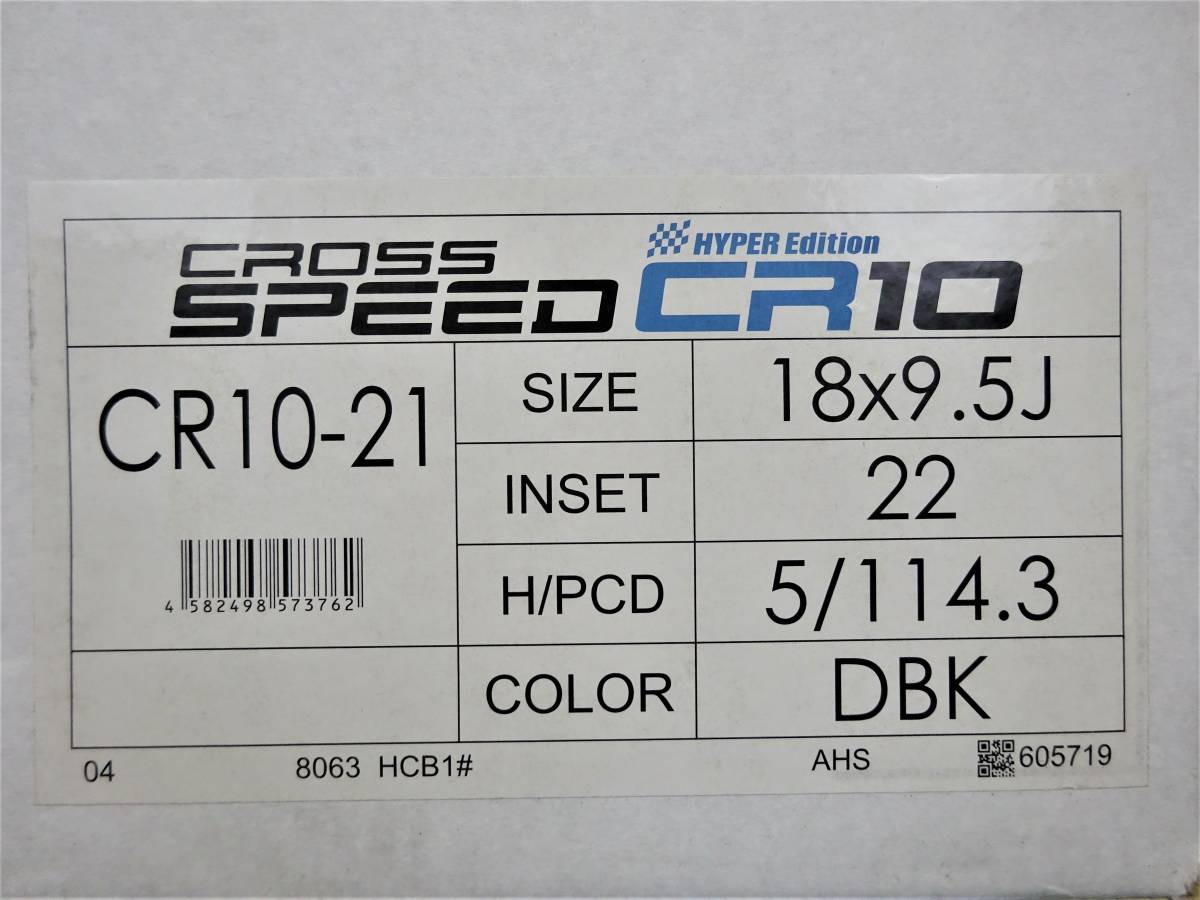 CROSS
SPEED
HYPER Edition
CR10
CR10-21
SIZE 18x9.5J
INSET 22
H/PCD 5/114.3
COLOR DBK
4 582498 573762
04 8063 HCB1# AHS 605719